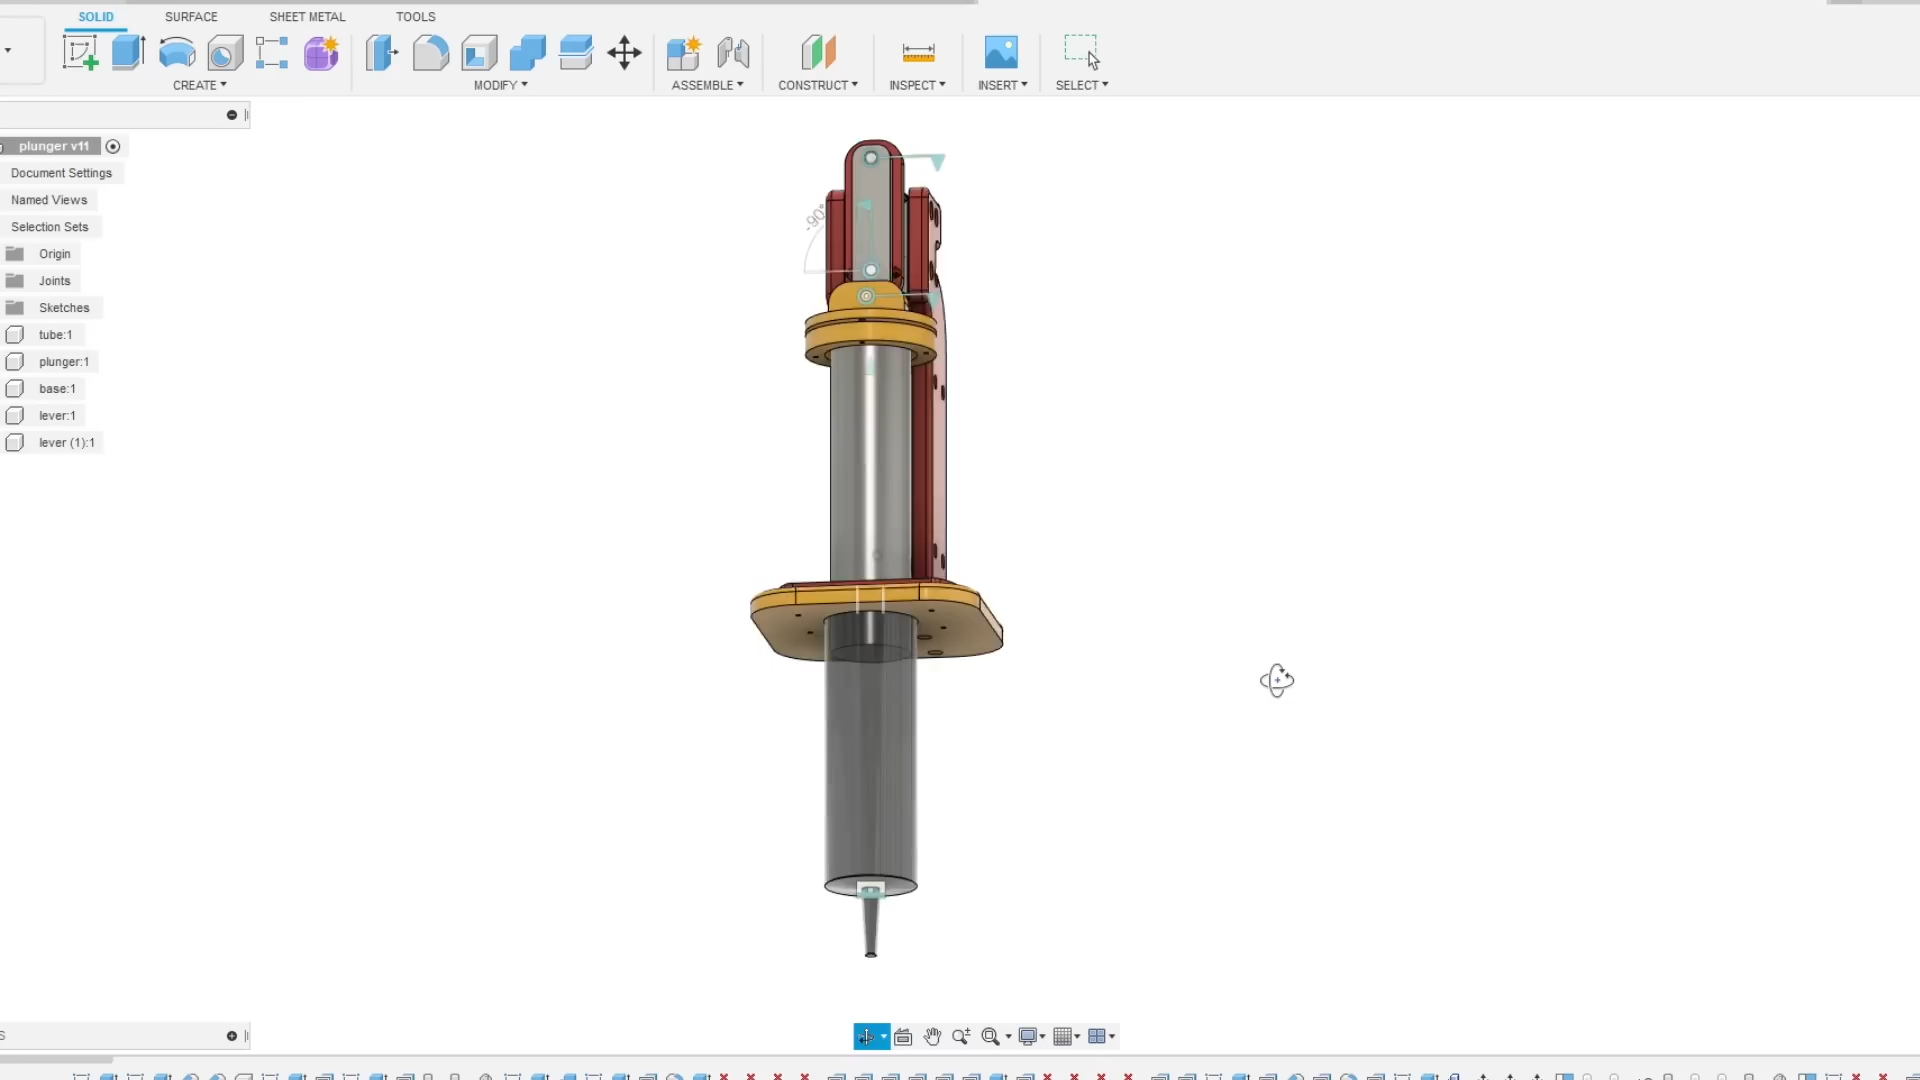 SOLID SURFACE SHEET METAL TOOLS
CREATE MODIFY ASSEMBLE CONSTRUCT INSPECT INSERT SELECT
plunger v11
Document Settings
Named Views
Selection Sets
Origin
Joints
Sketches
tube:1
plunger:1
base:1
lever:1
lever (1):1
-90°